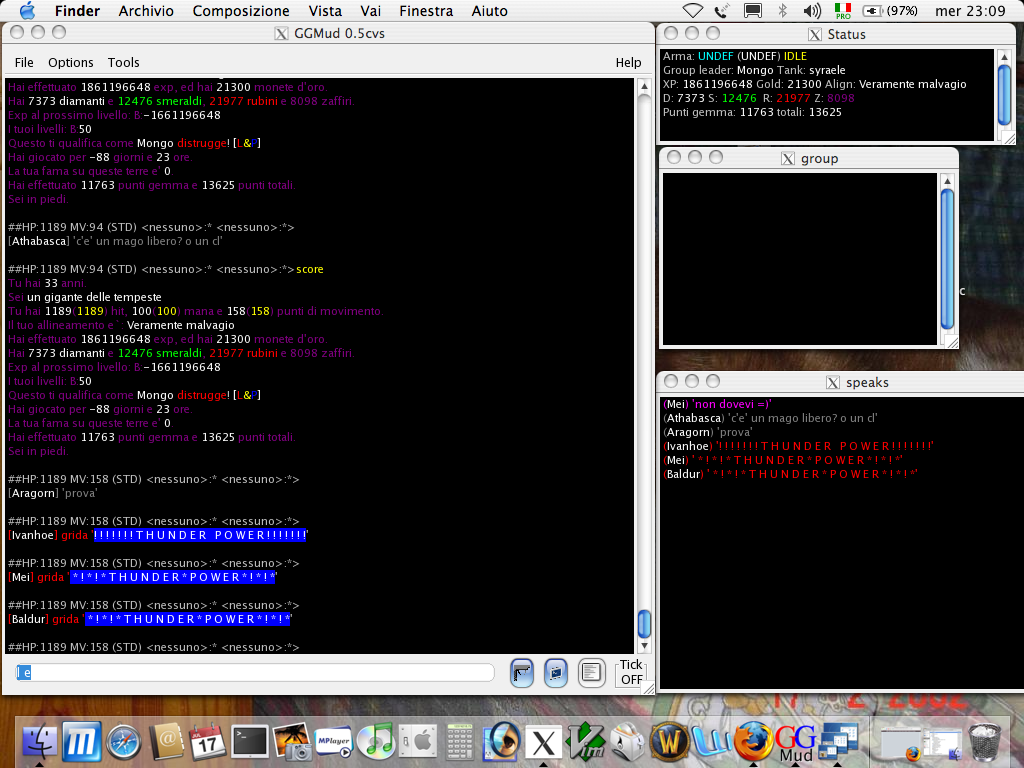 Finder Archivio Composizione Vista Vai Finestra Aiuto PRO (97%) mer 23:09
GGMud 0.5cvs
File Options Tools Help
Hai effettuato 1861196648 exp, ed hai 21300 monete d'oro.
Hai 7373 diamanti e 12476 smeraldi, 21977 rubini e 8098 zaffiri.
Exp al prossimo livello: B:-1661196648
I tuoi livelli: B:50
Questo ti qualifica come Mongo distrugge! [L&P]
Hai giocato per -88 giorni e 23 ore.
La tua fama su queste terre e` 0
Hai effettuato 11763 punti gemma e 13625 punti totali.
Sei in piedi.
##HP:1189 MV:94 (STD) <nessuno>:* <nessuno>:*>
[Athabasca] 'c'e' un mago libero? o un cl'
##HP:1189 MV:94 (STD) <nessuno>:* <nessuno>:*>score
Tu hai 33 anni.
Sei un gigante delle tempeste
Tu hai 1189(1189) hit, 100(100) mana e 158(158) punti di movimento.
Il tuo allineamento e`: Veramente malvagio
Hai effettuato 1861196648 exp, ed hai 21300 monete d'oro.
Hai 7373 diamanti e 12476 smeraldi, 21977 rubini e 8098 zaffiri.
Exp al prossimo livello: B:-1661196648
I tuoi livelli: B:50
Questo ti qualifica come Mongo distrugge! [L&P]
Hai giocato per -88 giorni e 23 ore.
La tua fama su queste terre e` 0
Hai effettuato 11763 punti gemma e 13625 punti totali.
Sei in piedi.
##HP:1189 MV:158 (STD) <nessuno>:* <nessuno>:*>
[Aragorn] 'prova'
##HP:1189 MV:158 (STD) <nessuno>:* <nessuno>:*>
[Ivanhoe] grida '!!!!!!!T H U N D E R   P O W E R!!!!!!!'
##HP:1189 MV:158 (STD) <nessuno>:* <nessuno>:*>
[Mei] grida ' * ! * ! * T H U N D E R * P O W E R * ! * ! *'
##HP:1189 MV:158 (STD) <nessuno>:* <nessuno>:*>
[Baldur] grida ' * ! * ! * T H U N D E R * P O W E R * ! * ! *'
##HP:1189 MV:158 (STD) <nessuno>:* <nessuno>:*>
e
Tick
OFF
Status
Arma: UNDEF (UNDEF) IDLE
Group leader: Mongo Tank: syraele
XP: 1861196648 Gold: 21300 Align: Veramente malvagio
D: 7373 S: 12476 R: 21977 Z: 8098
Punti gemma: 11763 totali: 13625
group
c
speaks
(Mei) 'non dovevi =)'
(Athabasca) 'c'e' un mago libero? o un cl'
(Aragorn) 'prova'
(Ivanhoe) '!!!!!!!T H U N D E R   P O W E R!!!!!!!'
(Mei) ' * ! * ! * T H U N D E R * P O W E R * ! * ! *'
(Baldur) ' * ! * ! * T H U N D E R * P O W E R * ! * ! *'
LUG
17
MPlayer
X
Vim
W
GG
Mud